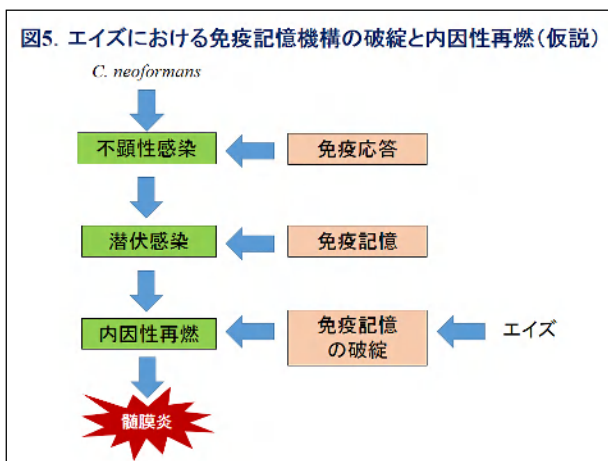 図5. エイズにおける免疫記憶機構の破綻と内因性再燃(仮説)
C. neoformans
不顕性感染
免疫応答
潜伏感染
免疫記憶
内因性再燃
免疫記憶
の破綻
エイズ
髄膜炎